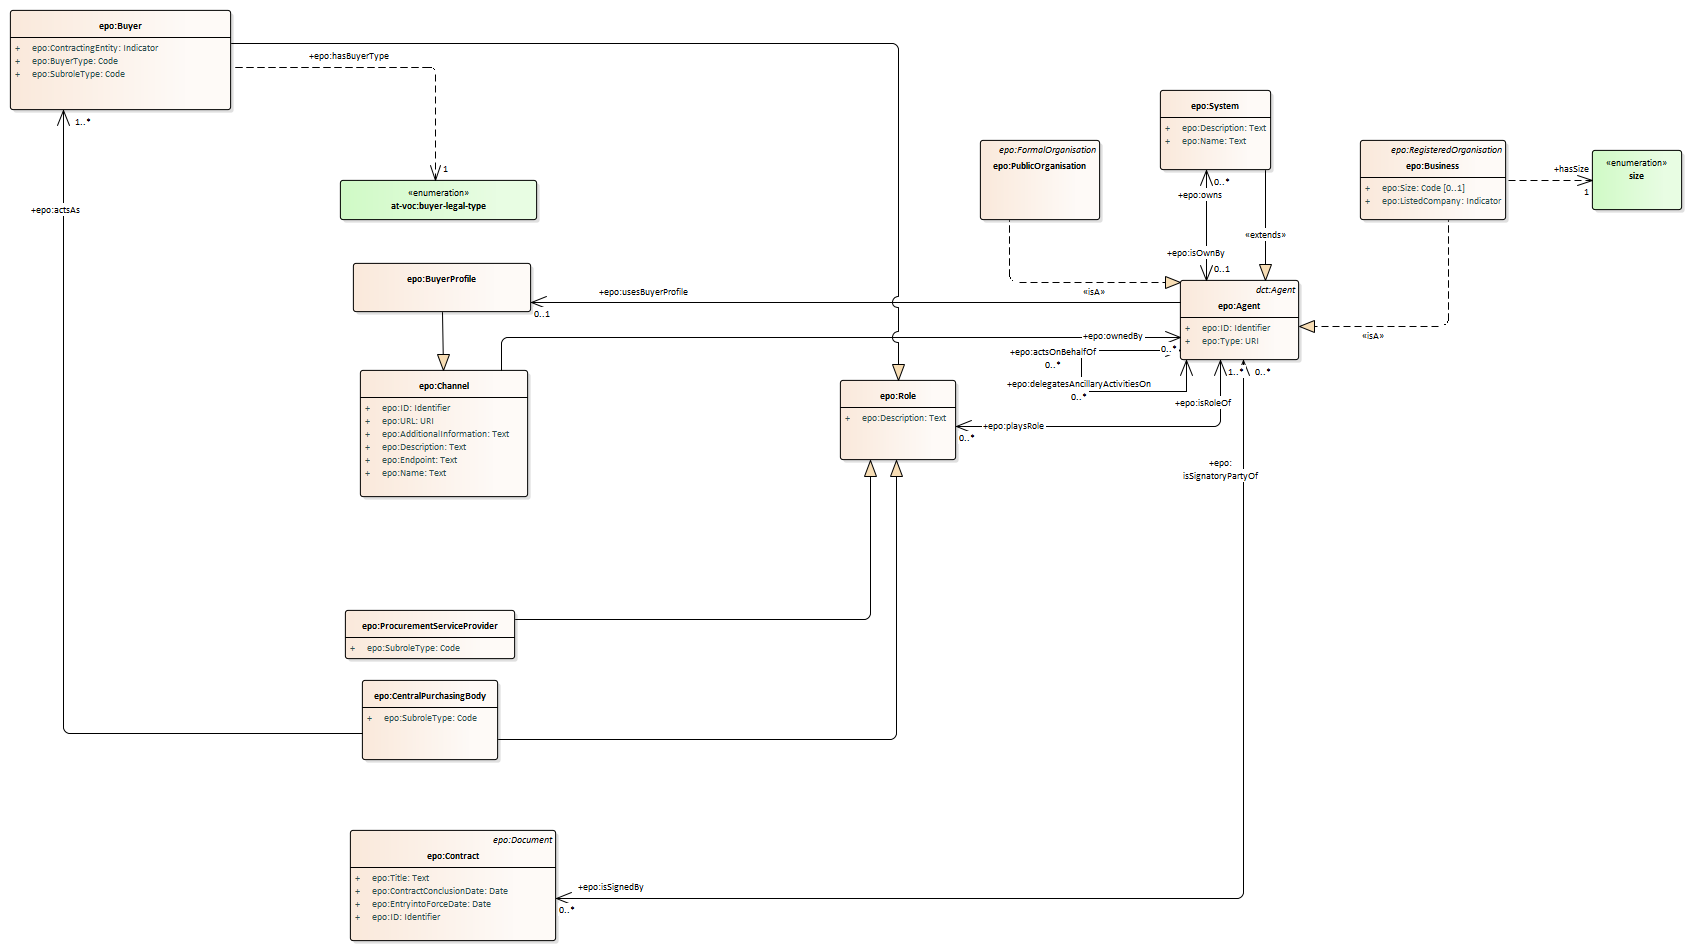 epo:Buyer
+ epo:ContractingEntity: Indicator
+ epo:BuyerType: Code
+ epo:SubroleType: Code
+epo:hasBuyerType
1
1..*
«enumeration»
at-voc:buyer-legal-type
+epo:actsAs
epo:System
+ epo:Description: Text
+ epo:Name: Text
epo:FormalOrganisation
epo:PublicOrganisation
epo:RegisteredOrganisation
epo:Business
+ epo:Size: Code [0..1]
+ epo:ListedCompany: Indicator
+hasSize
1
«enumeration»
size
0..*
+epo:owns
«extends»
+epo:isOwnBy
0..1
«isA»
dct:Agent
epo:Agent
+ epo:ID: Identifier
+ epo:Type: URI
«isA»
epo:BuyerProfile
+epo:usesBuyerProfile
0..1
+epo:ownedBy
0..*
+epo:actsOnBehalfOf
0..*
+epo:delegatesAncillaryActivitiesOn
0..*
1..*
0..*
+epo:isRoleOf
epo:Channel
+ epo:ID: Identifier
+ epo:URL: URI
+ epo:AdditionalInformation: Text
+ epo:Description: Text
+ epo:Endpoint: Text
+ epo:Name: Text
epo:Role
+ epo:Description: Text
+epo:playsRole
0..*
+epo:
isSignatoryPartyOf
epo:ProcurementServiceProvider
+ epo:SubroleType: Code
epo:CentralPurchasingBody
+ epo:SubroleType: Code
epo:Document
epo:Contract
+ epo:Title: Text
+ epo:ContractConclusionDate: Date
+ epo:EntryintoForceDate: Date
+ epo:ID: Identifier
+epo:isSignedBy
0..*